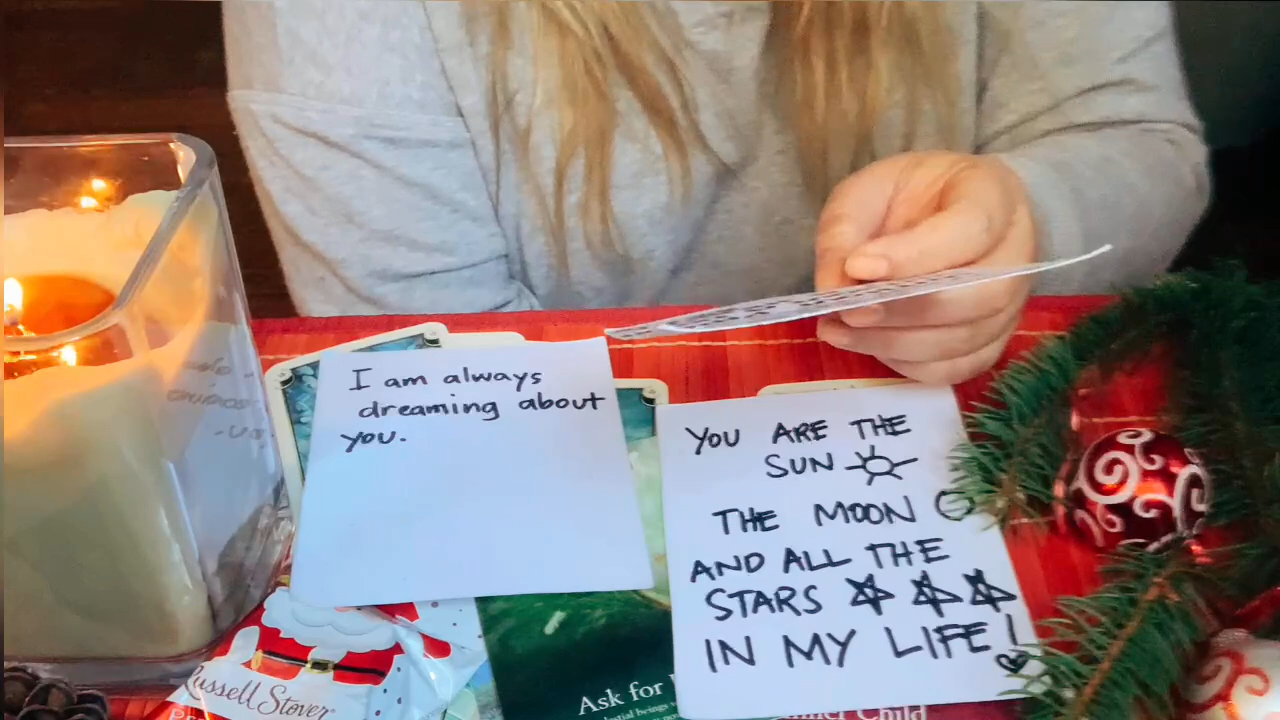 I am always
dreaming about
you.
YOU ARE THE
SUN
THE MOON
AND ALL THE
STARS
IN MY LIFE!
Russell Stover
Ask for
Child